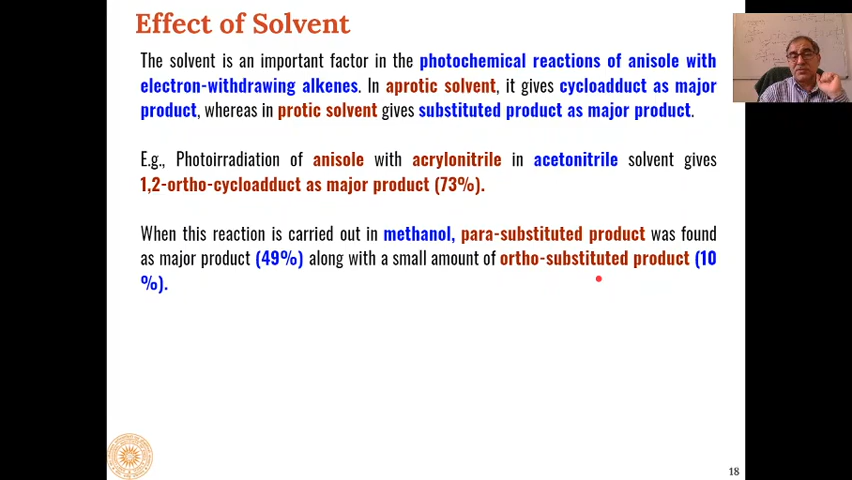 Effect of Solvent
The solvent is an important factor in the photochemical reactions of anisole with
electron-withdrawing alkenes. In aprotic solvent, it gives cycloadduct as major
product, whereas in protic solvent gives substituted product as major product.
E.g., Photoirradiation of anisole with acrylonitrile in acetonitrile solvent gives
1,2-ortho-cycloadduct as major product (73%).
When this reaction is carried out in methanol, para-substituted product was found
as major product (49%) along with a small amount of ortho-substituted product (10
%).
18